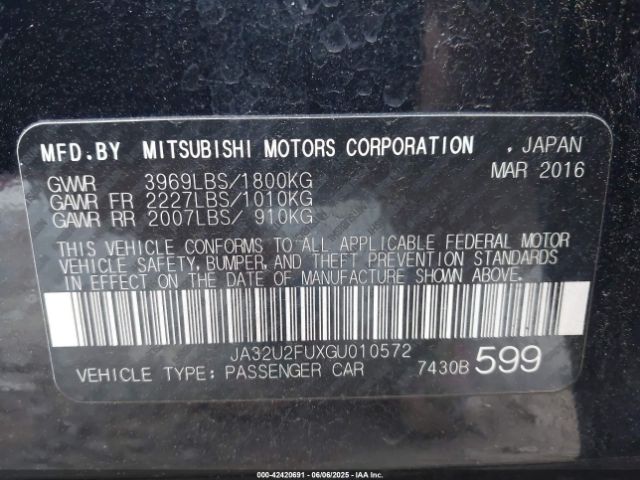 MFD.BY MITSUBISHI MOTORS CORPORATION , JAPAN
MAR 2016
GVWR 3969LBS/1800KG
GAWR FR 2227LBS/1010KG
GAWR RR 2007LBS/ 910KG
THIS VEHICLE CONFORMS TO ALL APPLICABLE FEDERAL MOTOR
VEHICLE SAFETY, BUMPER, AND THEFT PREVENTION STANDARDS
IN EFFECT ON THE DATE OF MANUFACTURE SHOWN ABOVE.
JA32U2FUXGU010572
VEHICLE TYPE: PASSENGER CAR 7430B 599
000-42420691 - 06/06/2025 - IAAI.COM